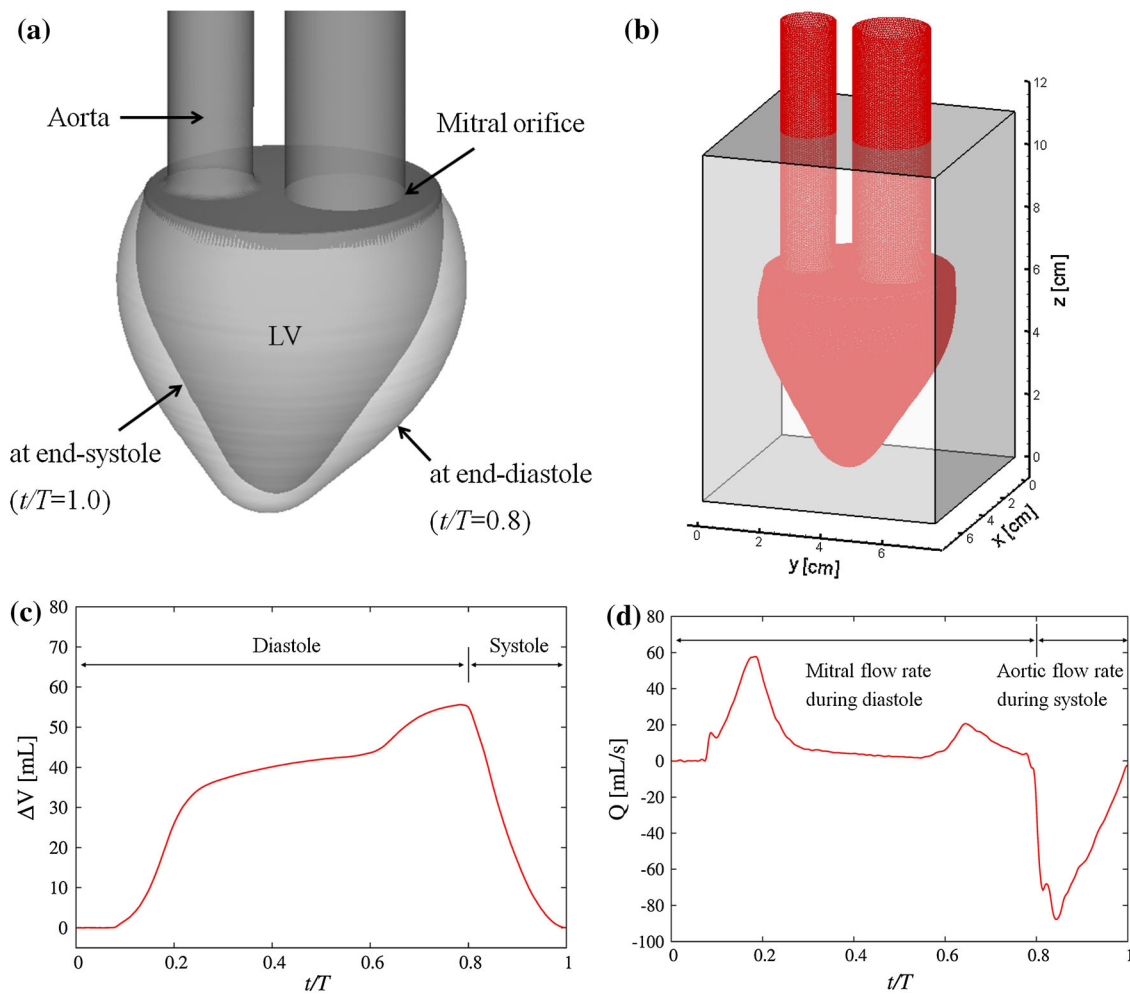 (a)
Aorta
Mitral orifice
LV
at end-systole
(t/T=1.0)
at end-diastole
(t/T=0.8)
(b)
12
10
8
6
4
2
0
z [cm]
0
2
4
6
x [cm]
0
2
4
6
y [cm]
(c)
80
70
60
50
40
30
20
10
0
ΔV [mL]
Diastole
Systole
0
0.2
0.4
0.6
0.8
1
t/T
(d)
80
60
40
20
0
-20
-40
-60
-80
-100
Q [mL/s]
Mitral flow rate
during diastole
Aortic flow rate
during systole
0
0.2
0.4
0.6
0.8
1
t/T